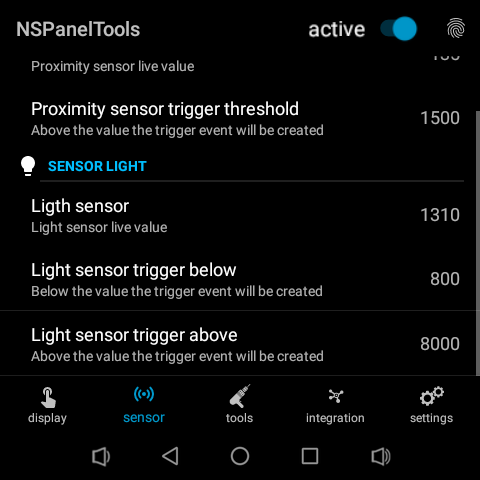 NSPanelTools
active
Proximity sensor live value
Proximity sensor trigger threshold
1500
Above the value the trigger event will be created
SENSOR LIGHT
Ligth sensor
1310
Light sensor live value
Light sensor trigger below
800
Below the value the trigger event will be created
Light sensor trigger above
8000
Above the value the trigger event will be created
display
sensor
tools
integration
settings